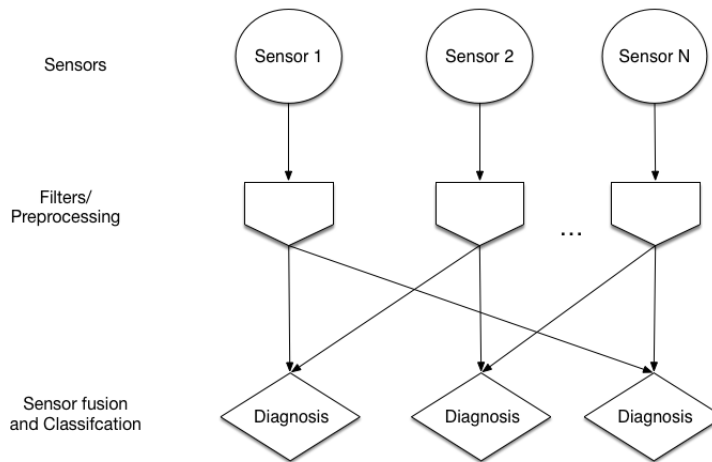 Sensors
Sensor 1
Sensor 2
Sensor N
Filters/
Preprocessing
...
Sensor fusion
and Classifcation
Diagnosis
Diagnosis
Diagnosis